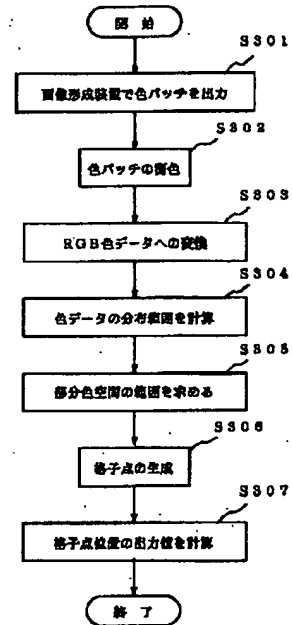 開始
S301
画像形成装置で色パッチを出力
S302
色パッチの測色
S303
RGB色データへの変換
S304
色データの分布範囲を計算
S305
部分色空間の範囲を求める
S306
格子点の生成
S307
格子点位置の出力値を計算
終了